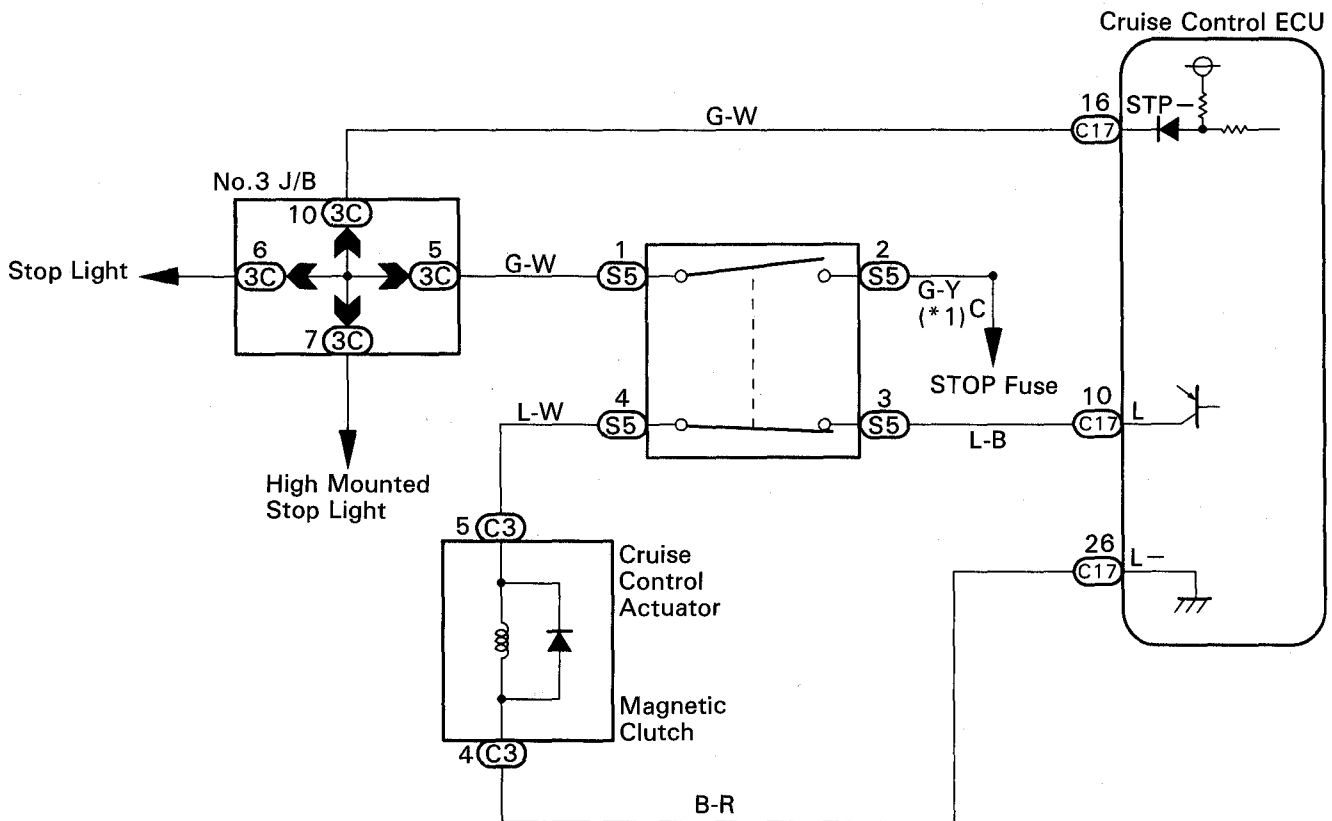 Cruise Control ECU
16
C17
STP-
G-W
No.3 J/B
10 3C
6
3C
5
3C
7 3C
Stop Light
G-W
1
S5
2
S5
G-Y
(*1) C
STOP Fuse
High Mounted
Stop Light
L-W
4
S5
3
S5
L-B
10
C17
L
26
C17
L-
5 C3
Cruise
Control
Actuator
Magnetic
Clutch
4 C3
B-R